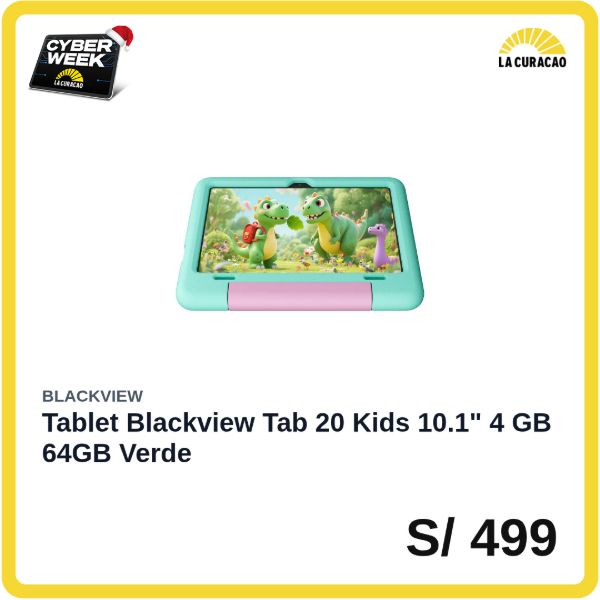 CYBER
WEEK
LA CURACAO
LA CURACAO
BLACKVIEW
Tablet Blackview Tab 20 Kids 10.1" 4 GB
64GB Verde
S/ 499